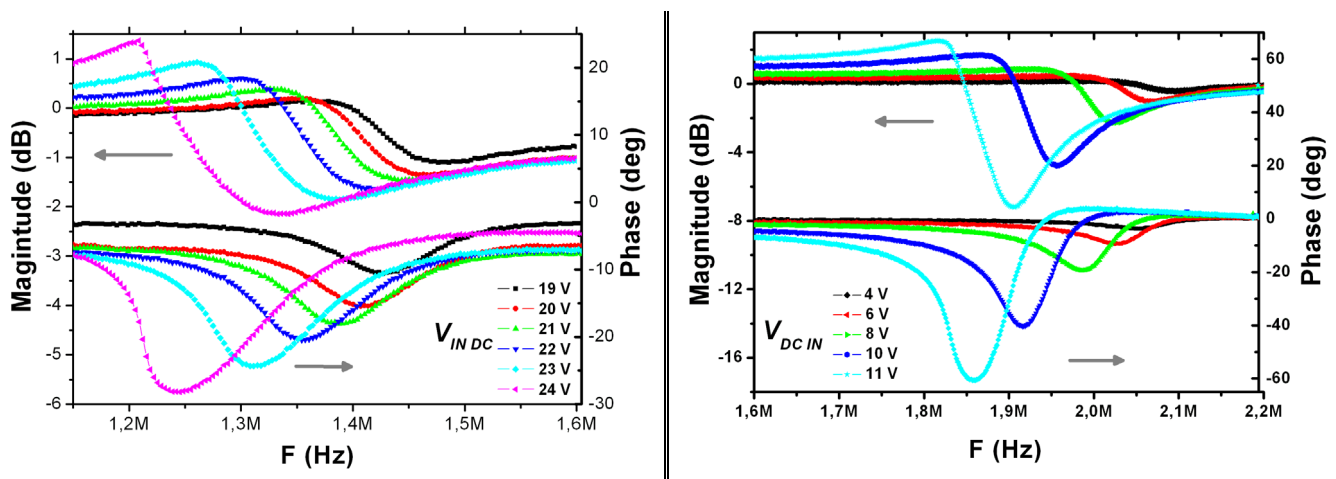 1
0
-1
-2
-3
-4
-5
-6
Magnitude (dB)
20
10
0
-10
-20
-30
Phase (deg)
V IN DC
19 V
20 V
21 V
22 V
23 V
24 V
1,2M 1,3M 1,4M 1,5M 1,6M
F (Hz)
0
-4
-8
-12
-16
Magnitude (dB)
60
40
20
0
-20
-40
-60
Phase (deg)
V DC IN
4 V
6 V
8 V
10 V
11 V
1,6M 1,7M 1,8M 1,9M 2,0M 2,1M 2,2M
F (Hz)